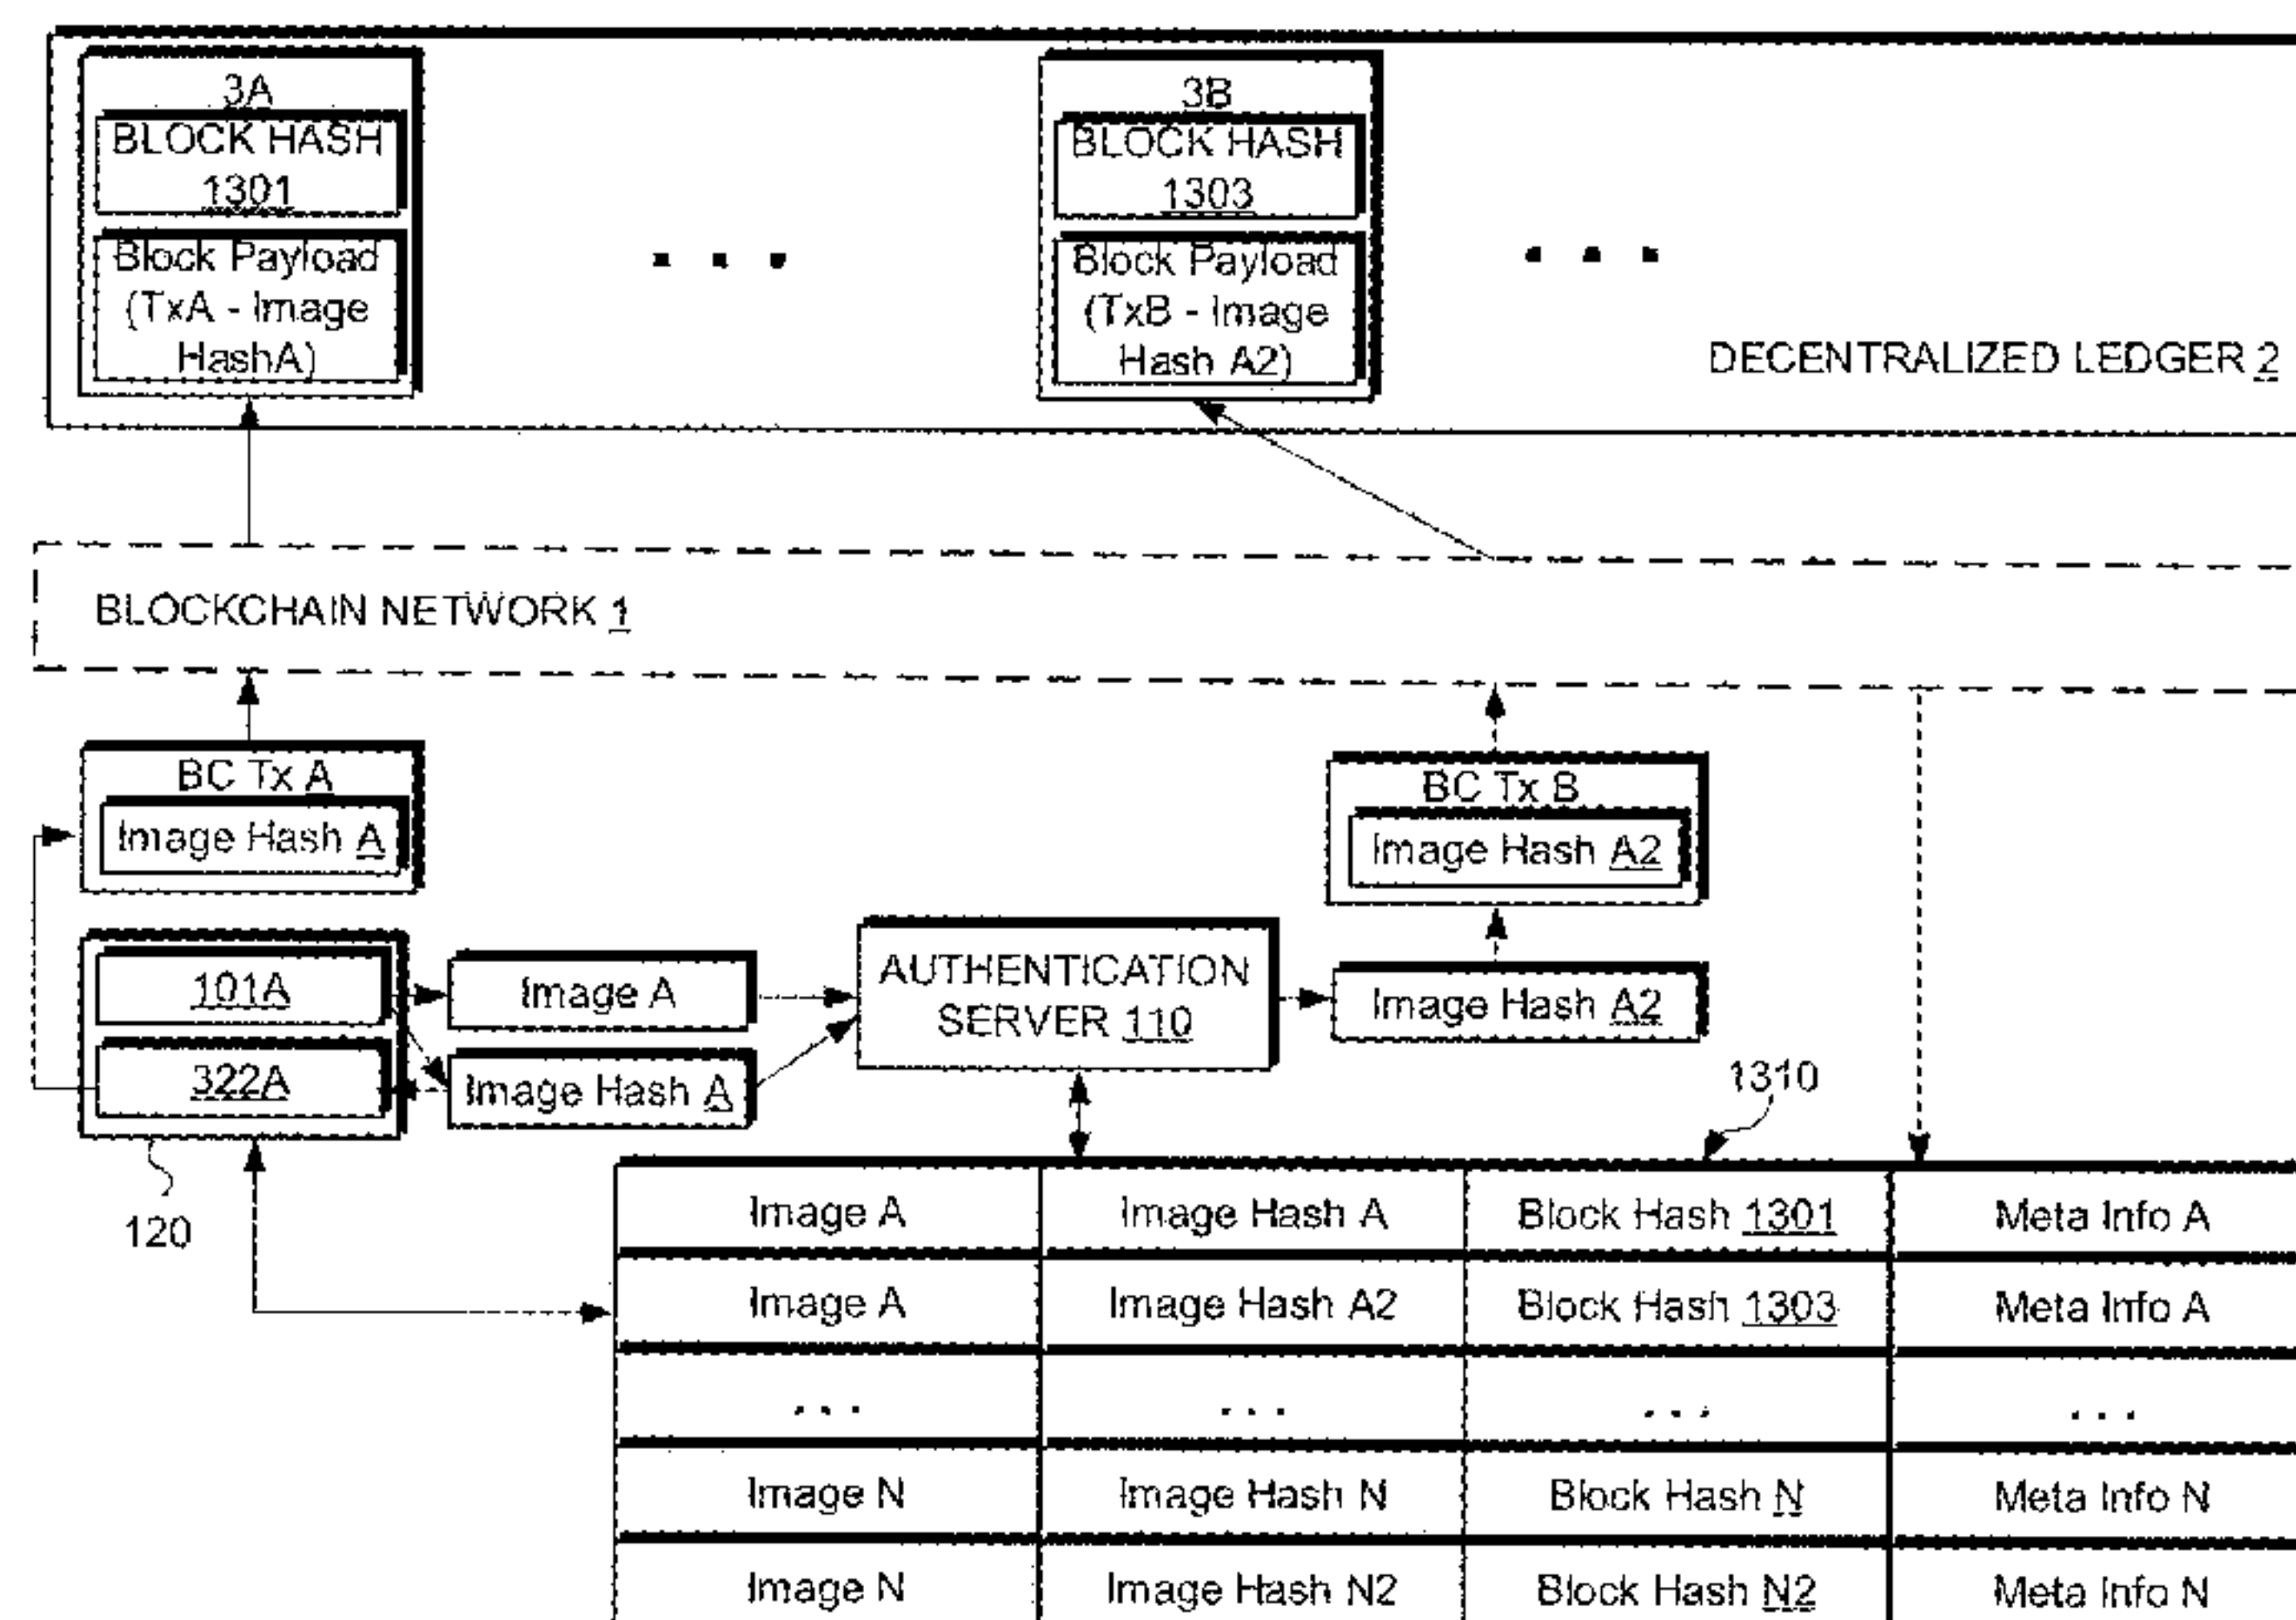 3A
BLOCK HASH
1301
Block Payload
(TxA - Image
HashA)
. . .
3B
BLOCK HASH
1303
Block Payload
(TxB - Image
Hash A2)
. . .
DECENTRALIZED LEDGER 2
BLOCKCHAIN NETWORK 1
BC Tx A
Image Hash A
BC Tx B
Image Hash A2
101A
322A
120
Image A
Image Hash A
AUTHENTICATION
SERVER 110
Image Hash A2
1310
Image A Image Hash A Block Hash 1301 Meta Info A
Image A Image Hash A2 Block Hash 1303 Meta Info A
. . . . . . . . . . . .
Image N Image Hash N Block Hash N Meta Info N
Image N Image Hash N2 Block Hash N2 Meta Info N